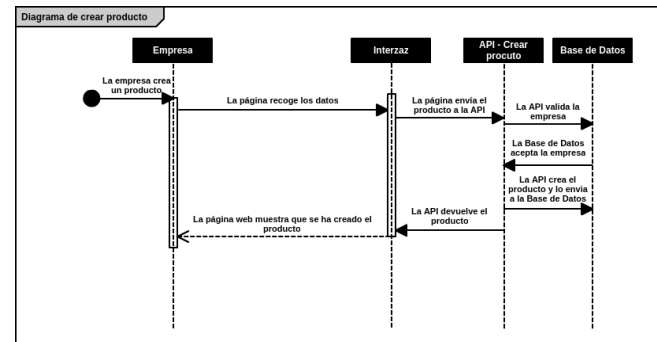 Diagrama de crear producto
Empresa
Interzaz
API - Crear
procuto
Base de Datos
La empresa crea
un producto
La página recoge los datos
La página envía el
producto a la API
La API valida la
empresa
La Base de Datos
acepta la empresa
La API crea el
producto y lo envia
a la Base de Datos
La API devuelve el
producto
La página web muestra que se ha creado el
producto